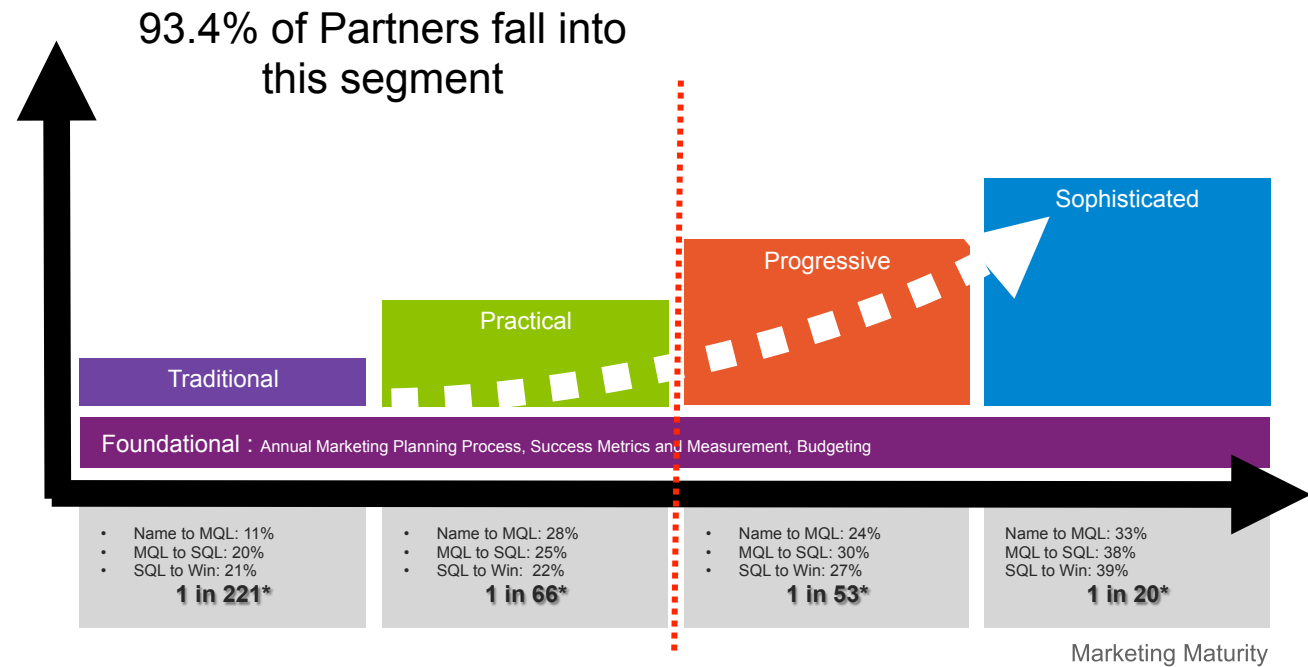 93.4% of Partners fall into
this segment
Sophisticated
Progressive
Practical
Traditional
Foundational : Annual Marketing Planning Process, Success Metrics and Measurement, Budgeting
• Name to MQL: 11%
• MQL to SQL: 20%
• SQL to Win: 21%
1 in 221*
• Name to MQL: 28%
• MQL to SQL: 25%
• SQL to Win:  22%
1 in 66*
• Name to MQL: 24%
• MQL to SQL: 30%
• SQL to Win: 27%
1 in 53*
Name to MQL: 33%
MQL to SQL: 38%
SQL to Win: 39%
1 in 20*
Marketing Maturity